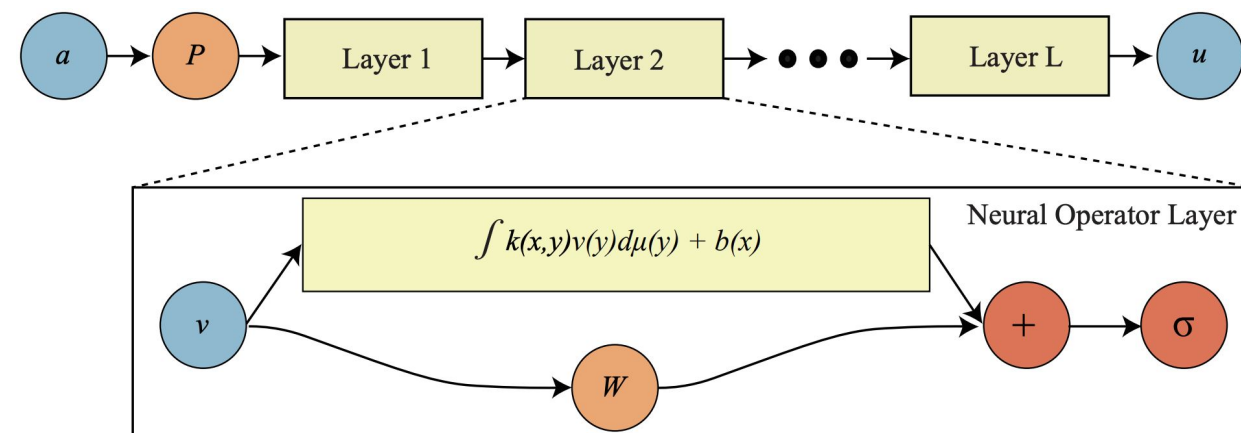 a P Layer 1 Layer 2 Layer L u
Neural Operator Layer
∫ k(x,y)v(y)dμ(y) + b(x)
v + σ
W